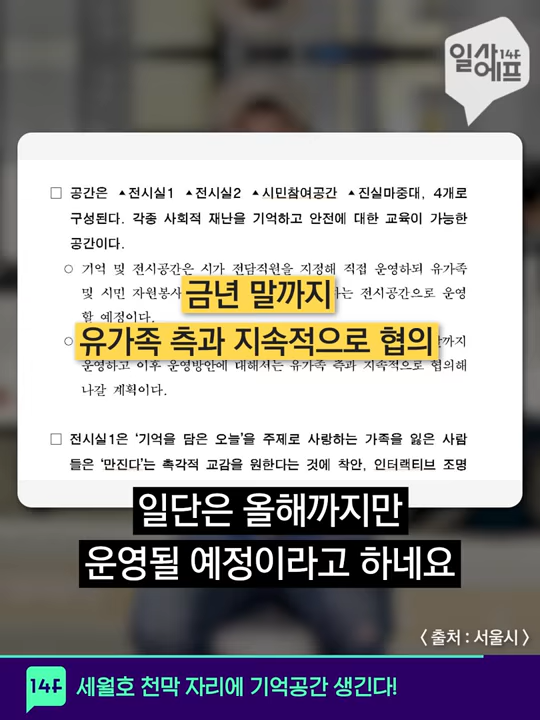 일사 14F
에프
□ 공간은 ▲전시실1 ▲전시실2 ▲시민참여공간 ▲진실마중대, 4개로
구성된다. 각종 사회적 재난을 기억하고 안전에 대한 교육이 가능한
공간이다.
○ 기억 및 전시공간은 시가 전담직원을 지정해 직접 운영하되 유가족
및 시민 자원봉사 는 전시공간으로 운영
할 예정이다.
금년 말까지
유가족 측과 지속적으로 협의
○
운영하고 이후 운영방안에 대해서는 유가족 측과 지속적으로 협의해
나갈 계획이다.
□ 전시실1은 '기억을 담은 오늘'을 주제로 사랑하는 가족을 잃은 사람
들은 '만진다'는 촉각적 교감을 원한다는 것에 착안, 인터랙티브 조명
일단은 올해까지만
운영될 예정이라고 하네요
〈출처 : 서울시〉
14F 세월호 천막 자리에 기억공간 생긴다!